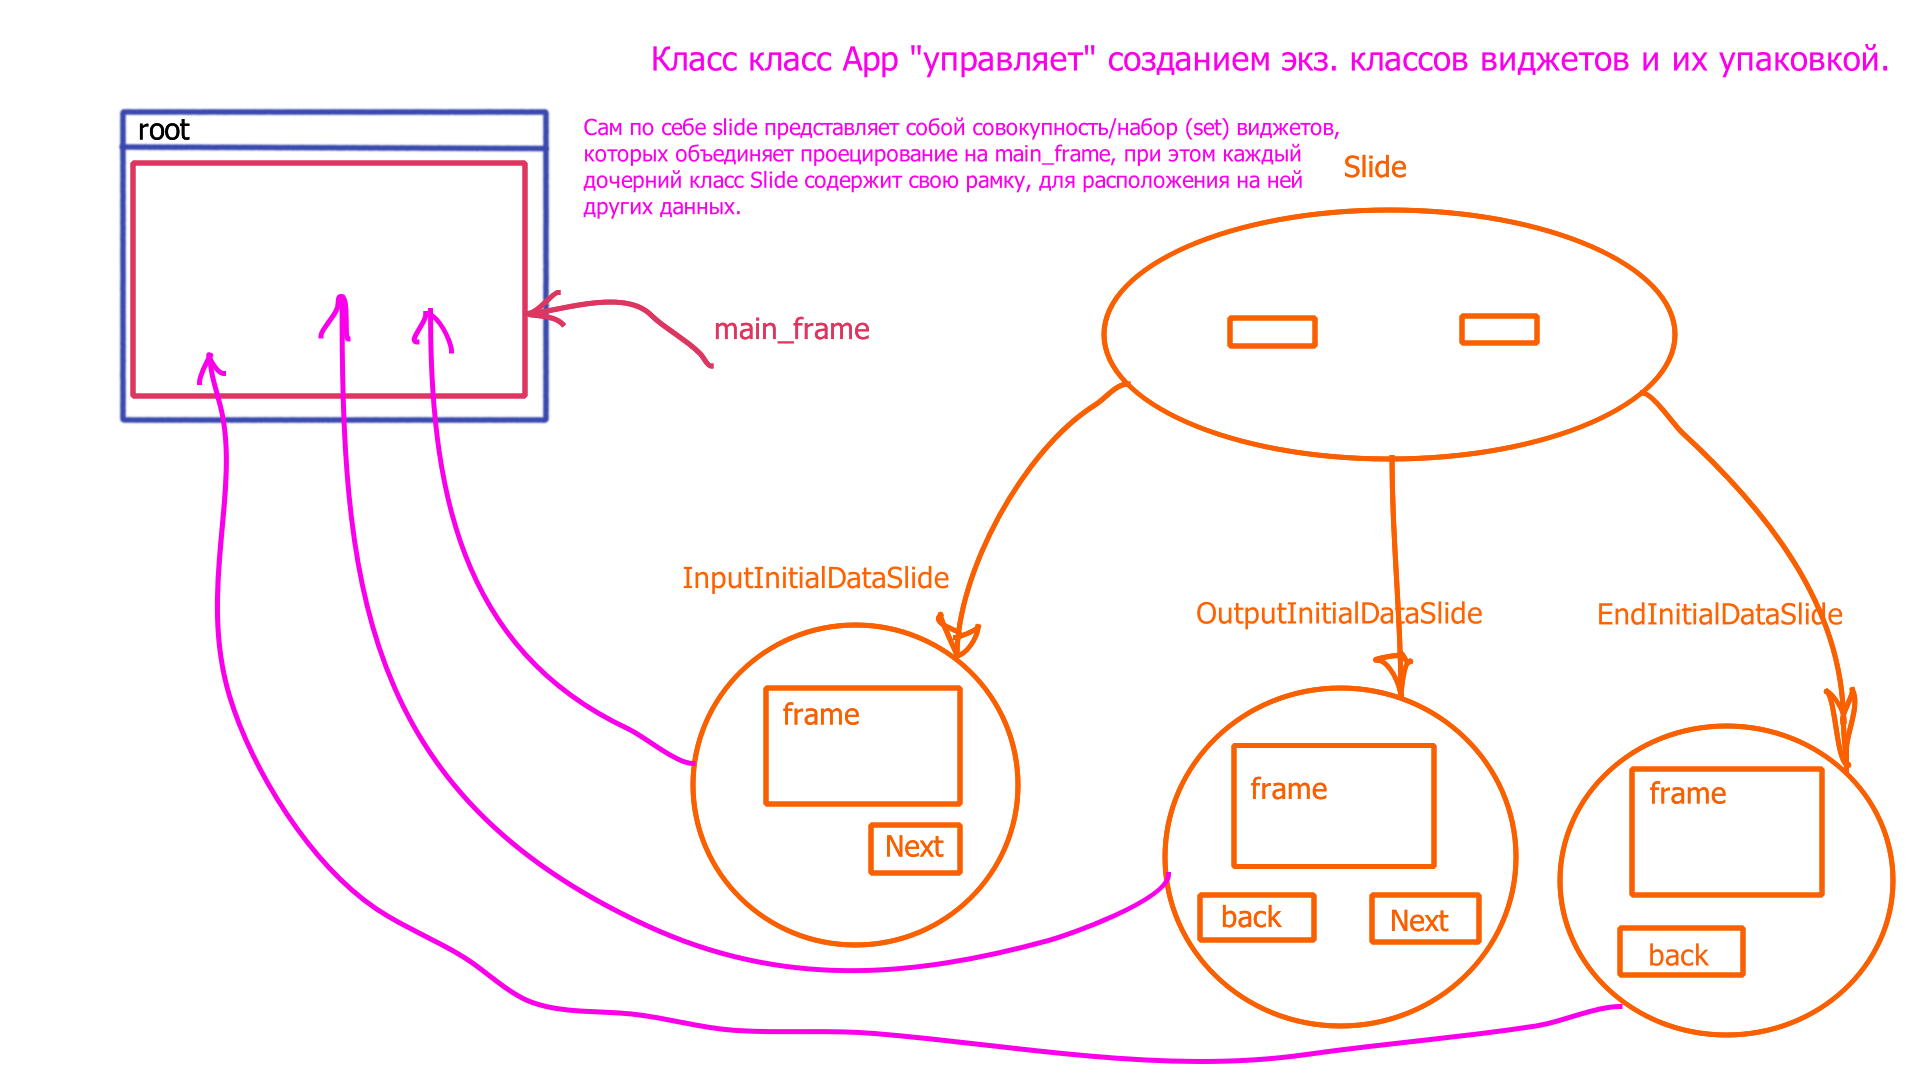 Класс класс App "управляет" созданием экз. классов виджетов и их упаковкой.
root
Сам по себе slide представляет собой совокупность/набор (set) виджетов,
которых объединяет проецирование на main_frame, при этом каждый
дочерний класс Slide содержит свою рамку, для расположения на ней
других данных.
Slide
main_frame
InputInitialDataSlide
OutputInitialDataSlide
EndInitialDataSlide
frame
Next
frame
back
Next
frame
back